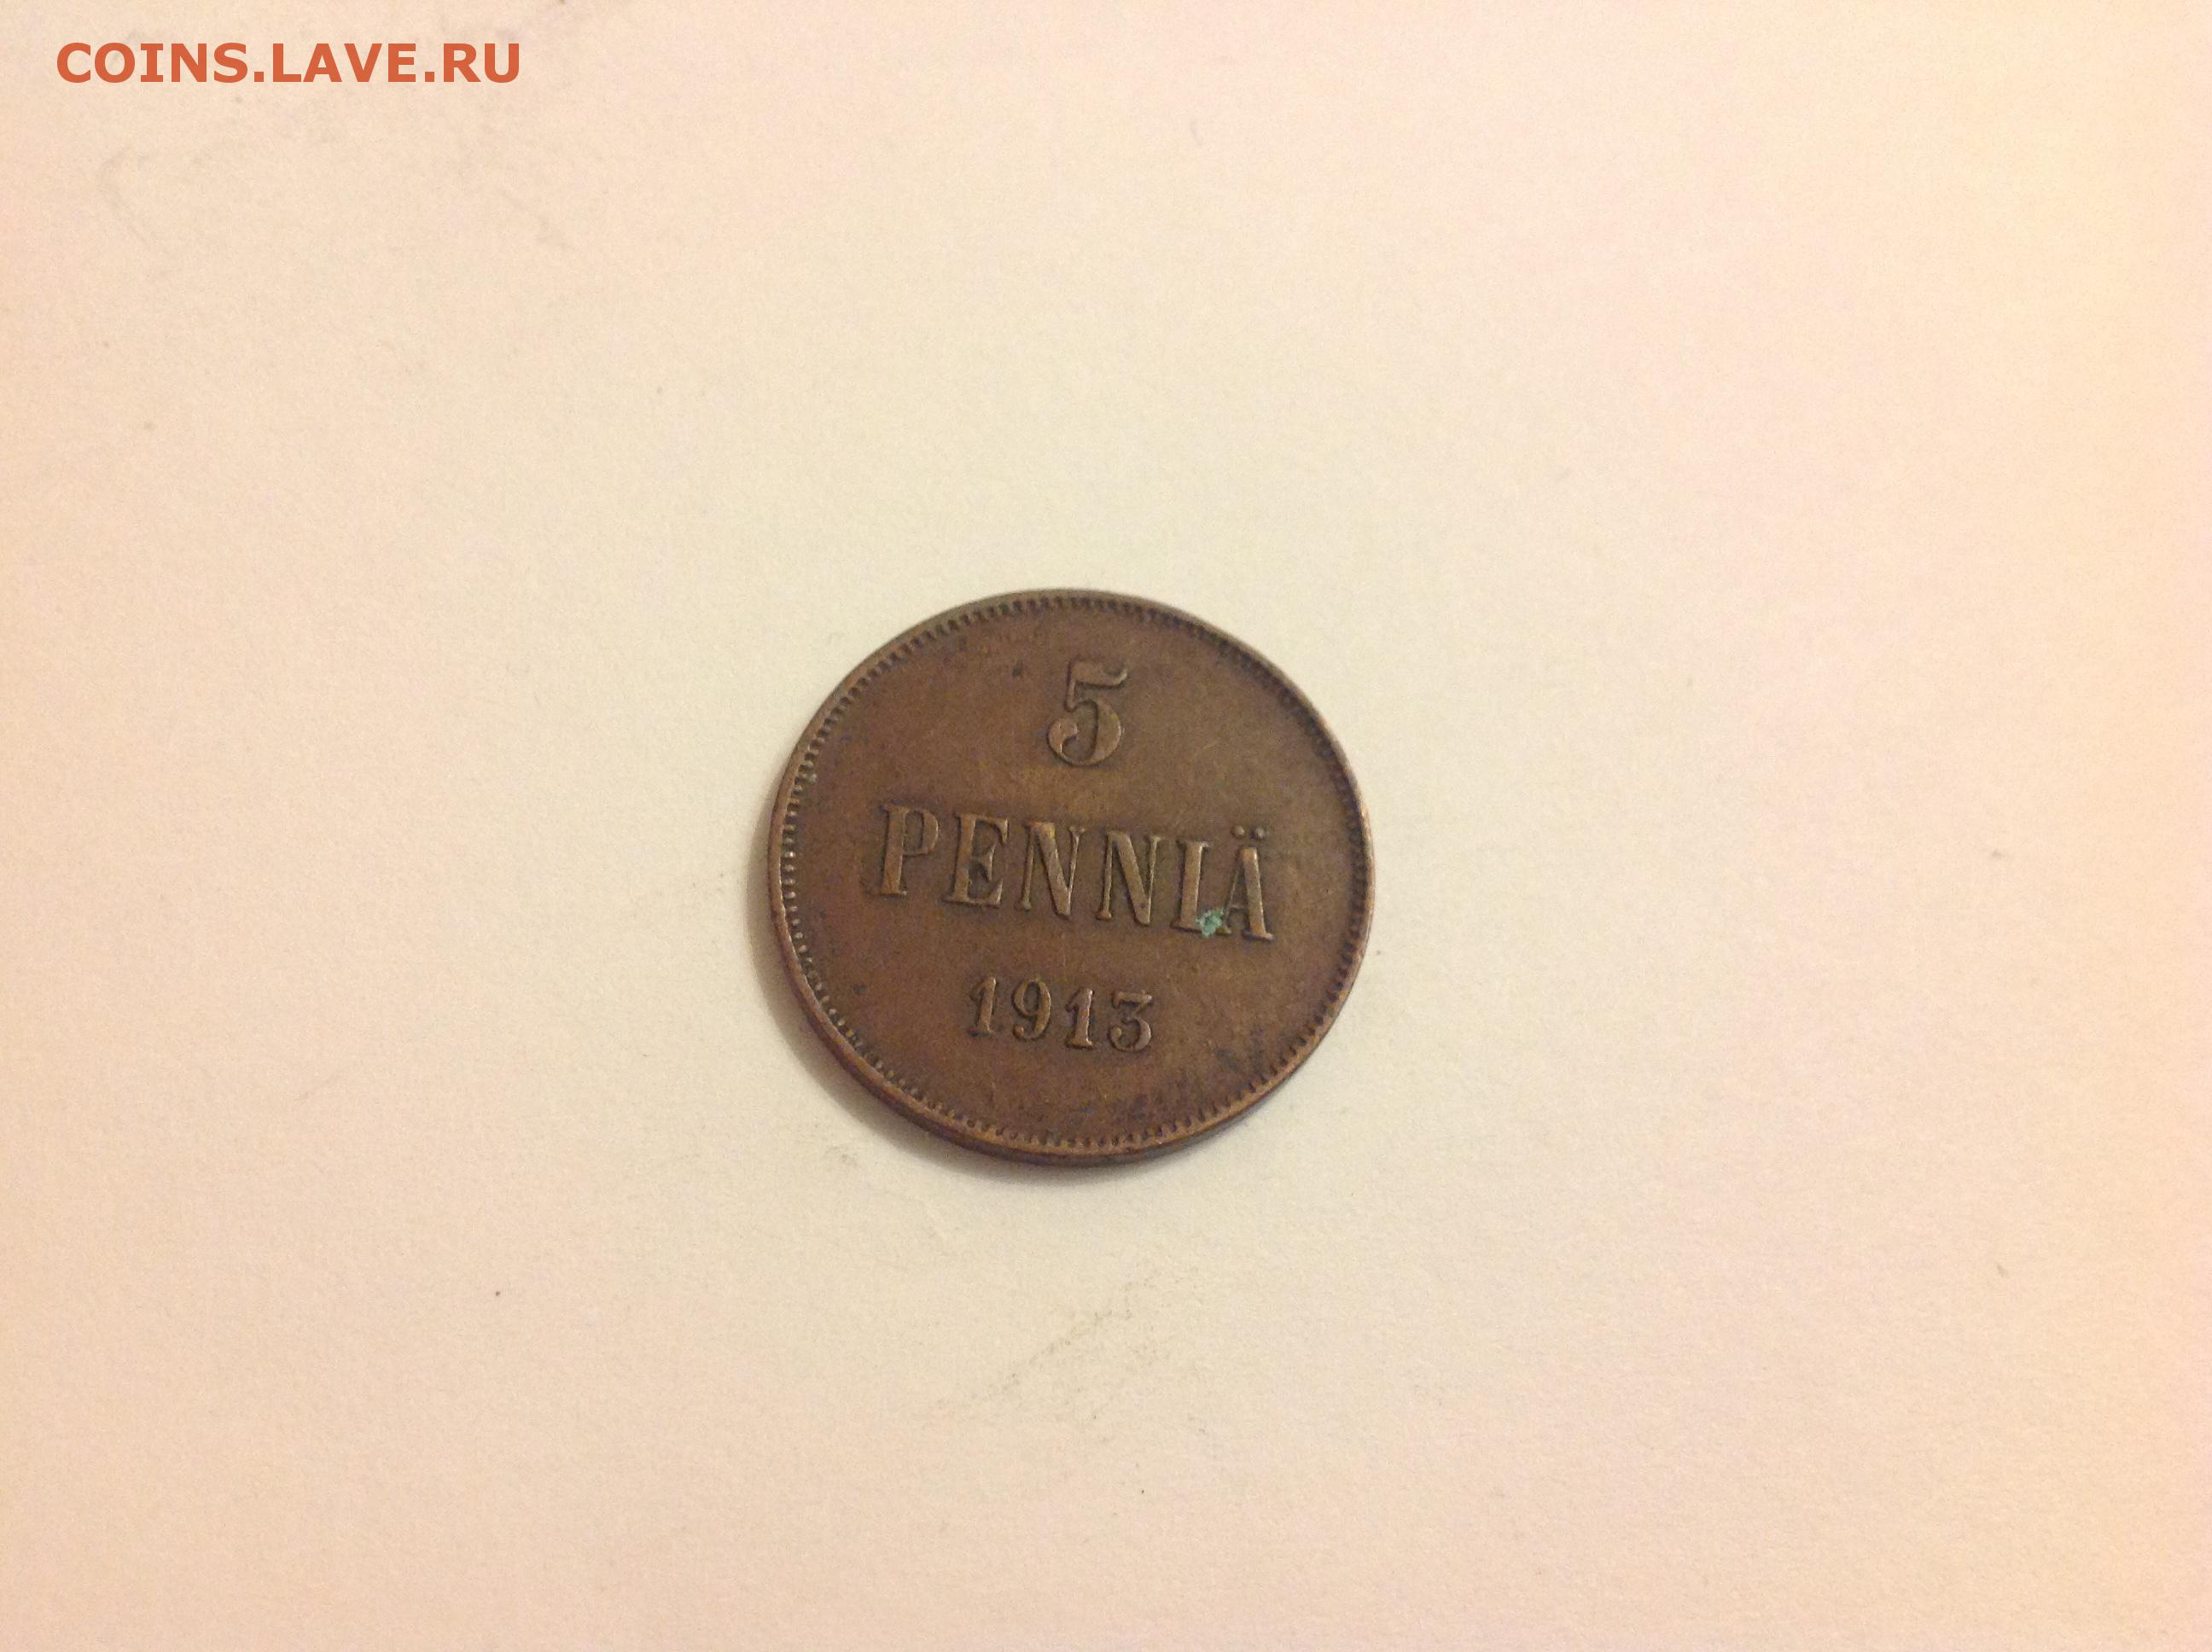 COINS.LAVE.RU
5
PENNIÄ
1913